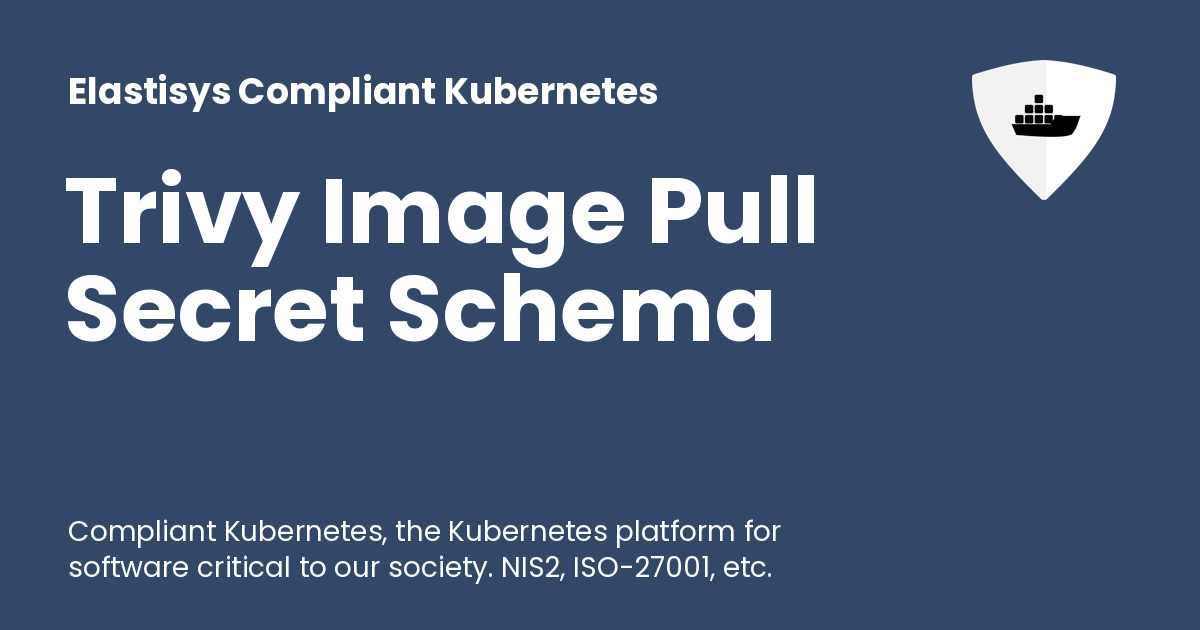 Elastisys Compliant Kubernetes
Trivy Image Pull
Secret Schema
Compliant Kubernetes, the Kubernetes platform for
software critical to our society. NIS2, ISO-27001, etc.